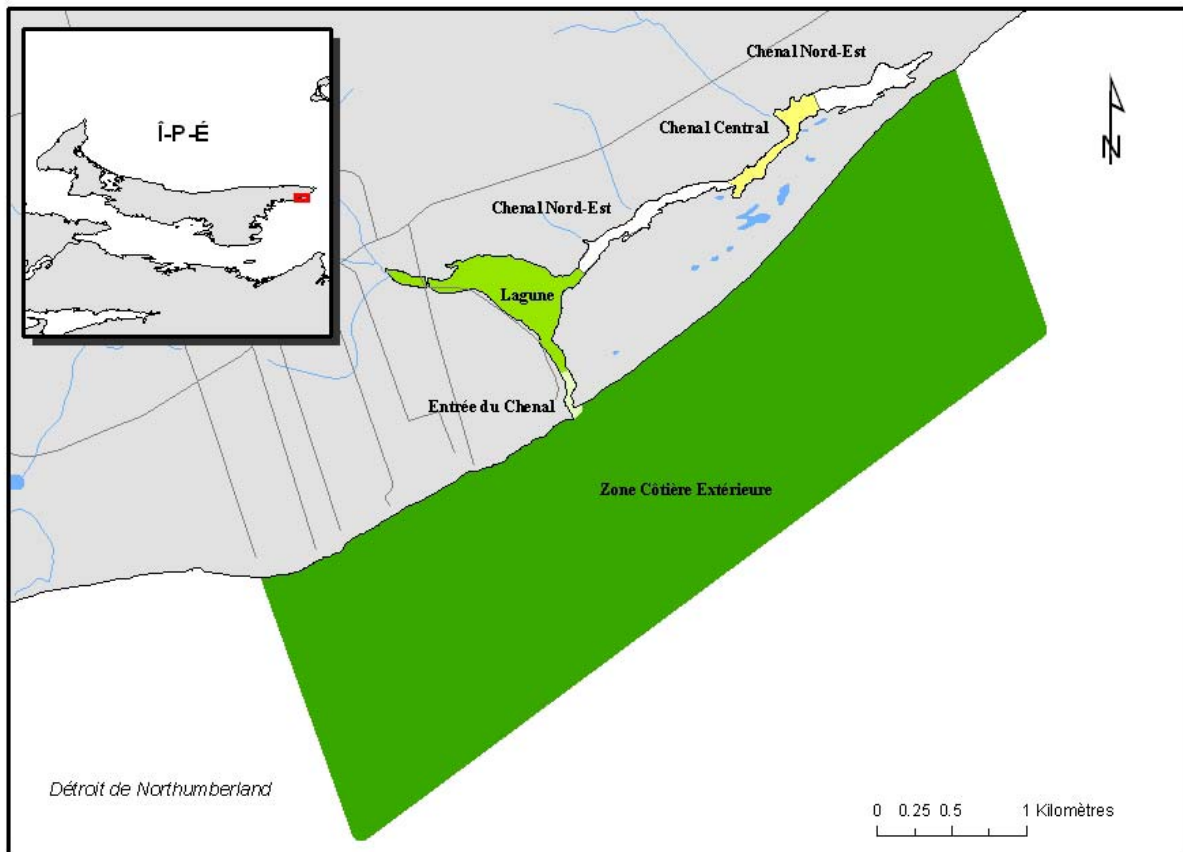 Î-P-É
Chenal Nord-Est
Chenal Central
N
Chenal Nord-Est
Lagune
Entrée du Chenal
Zone Côtière Extérieure
Détroit de Northumberland
0 0.25 0.5 1 Kilomètres